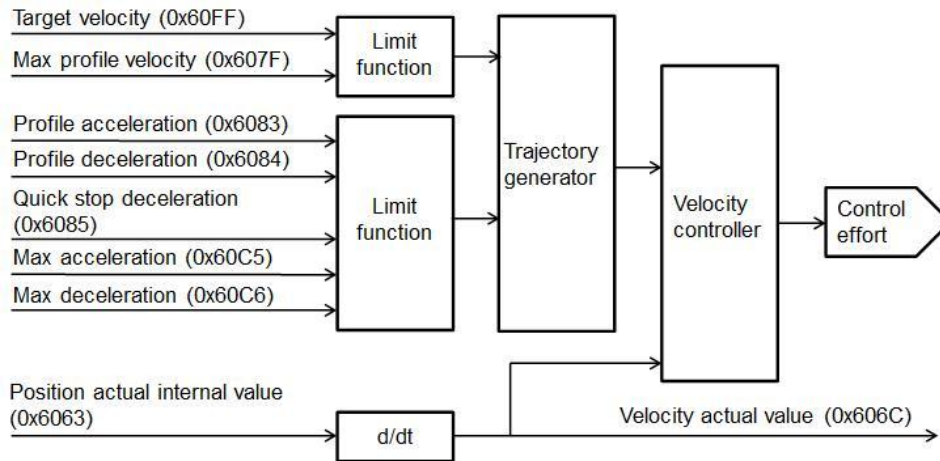 Target velocity (0x60FF)
Max profile velocity (0x607F)
Limit
function
Profile acceleration (0x6083)
Profile deceleration (0x6084)
Quick stop deceleration
(0x6085)
Max acceleration (0x60C5)
Max deceleration (0x60C6)
Limit
function
Trajectory
generator
Velocity
controller
Control
effort
Position actual internal value
(0x6063)
d/dt
Velocity actual value (0x606C)